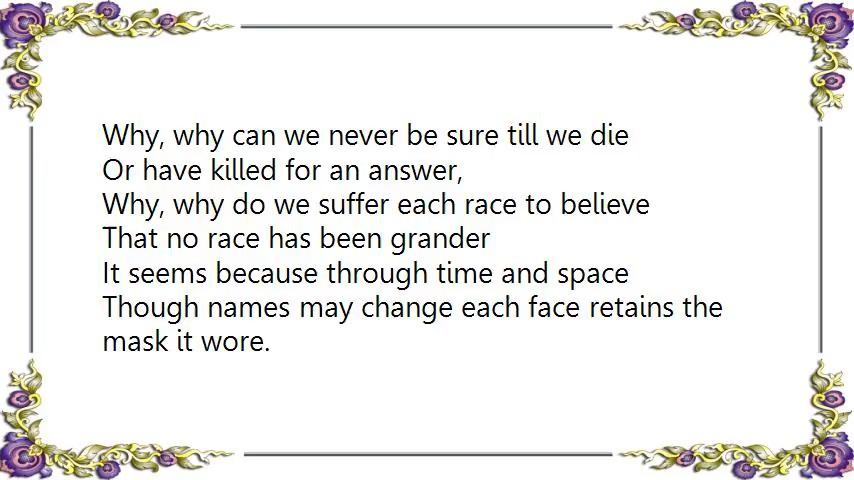 Why, why can we never be sure till we die
Or have killed for an answer,
Why, why do we suffer each race to believe
That no race has been grander
It seems because through time and space
Though names may change each face retains the
mask it wore.